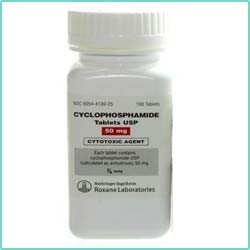 NDC 0054-4130-25 100 Tablets
CYCLOPHOSPHAMIDE
Tablets USP
50 mg
CYTOTOXIC AGENT
Each tablet contains
cyclophosphamide USP
(calculated as anhydrous) 50 mg.
℞ only
Boehringer Ingelheim
Roxane Laboratories